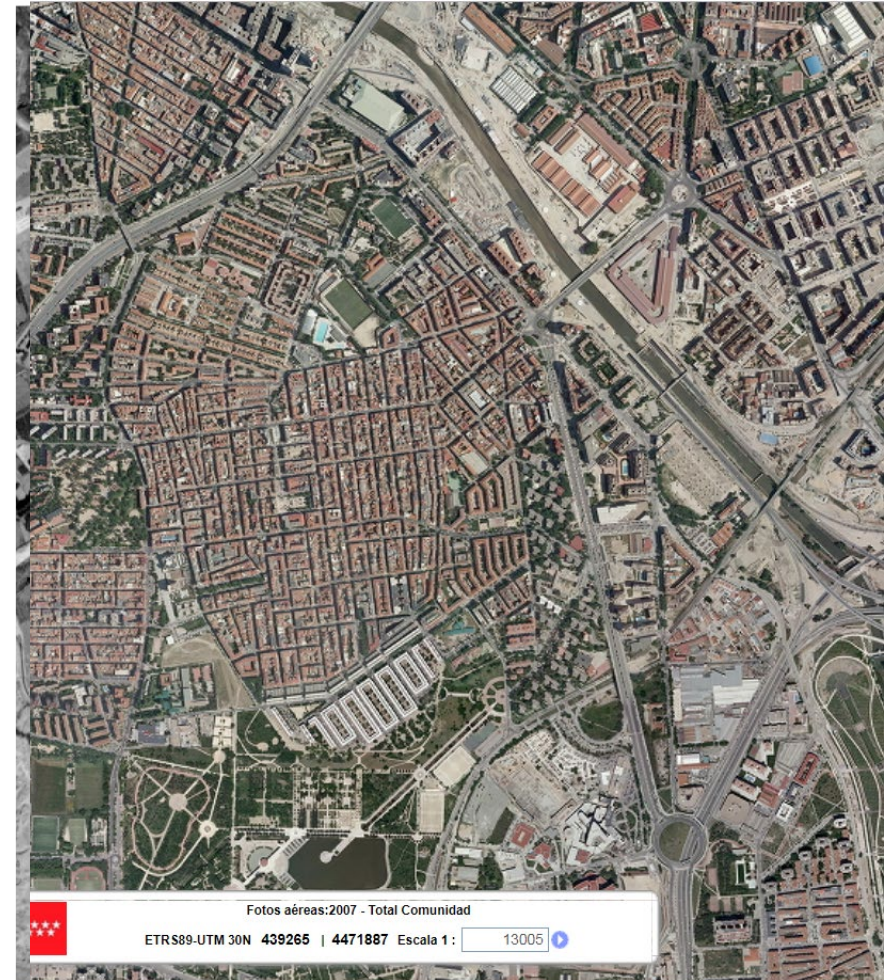 Fotos aéreas:2007 - Total Comunidad
ETRS89-UTM 30N 439265 | 4471887 Escala 1 : 13005